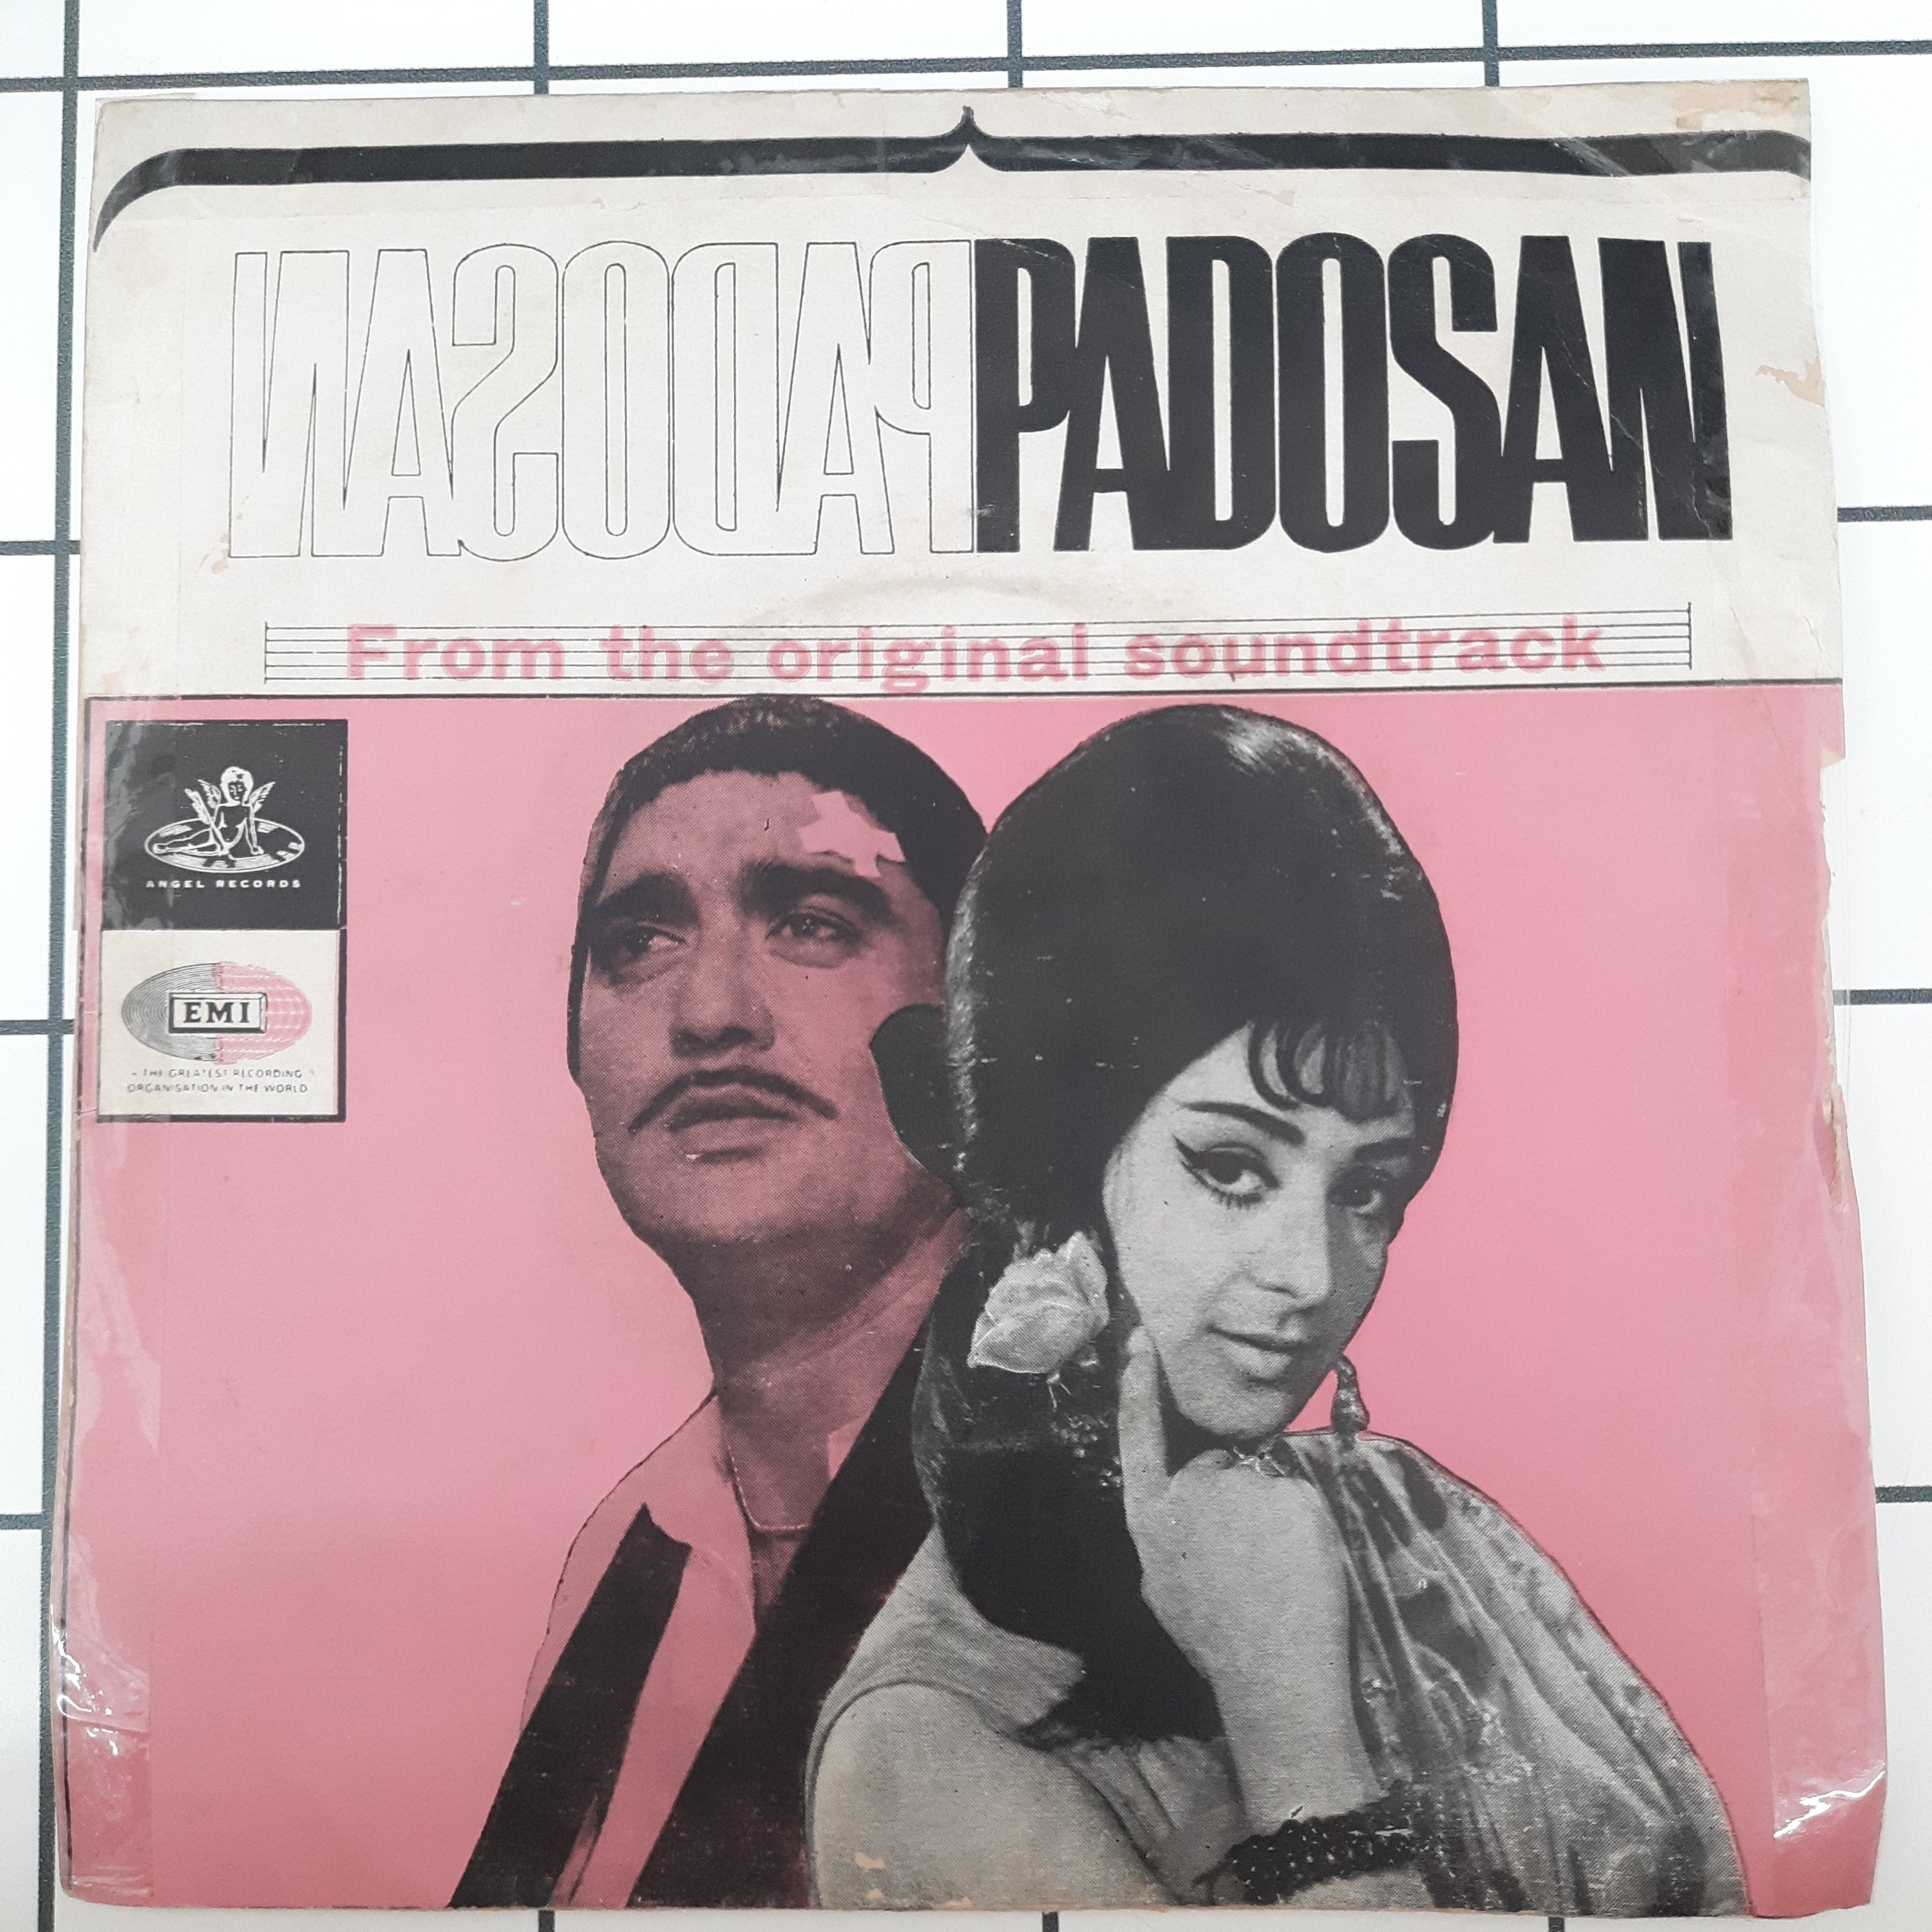 PADOSAN PADOSAN
From the original soundtrack
ANGEL RECORDS
EMI
"THE GREATEST RECORDING
ORGANISATION IN THE WORLD